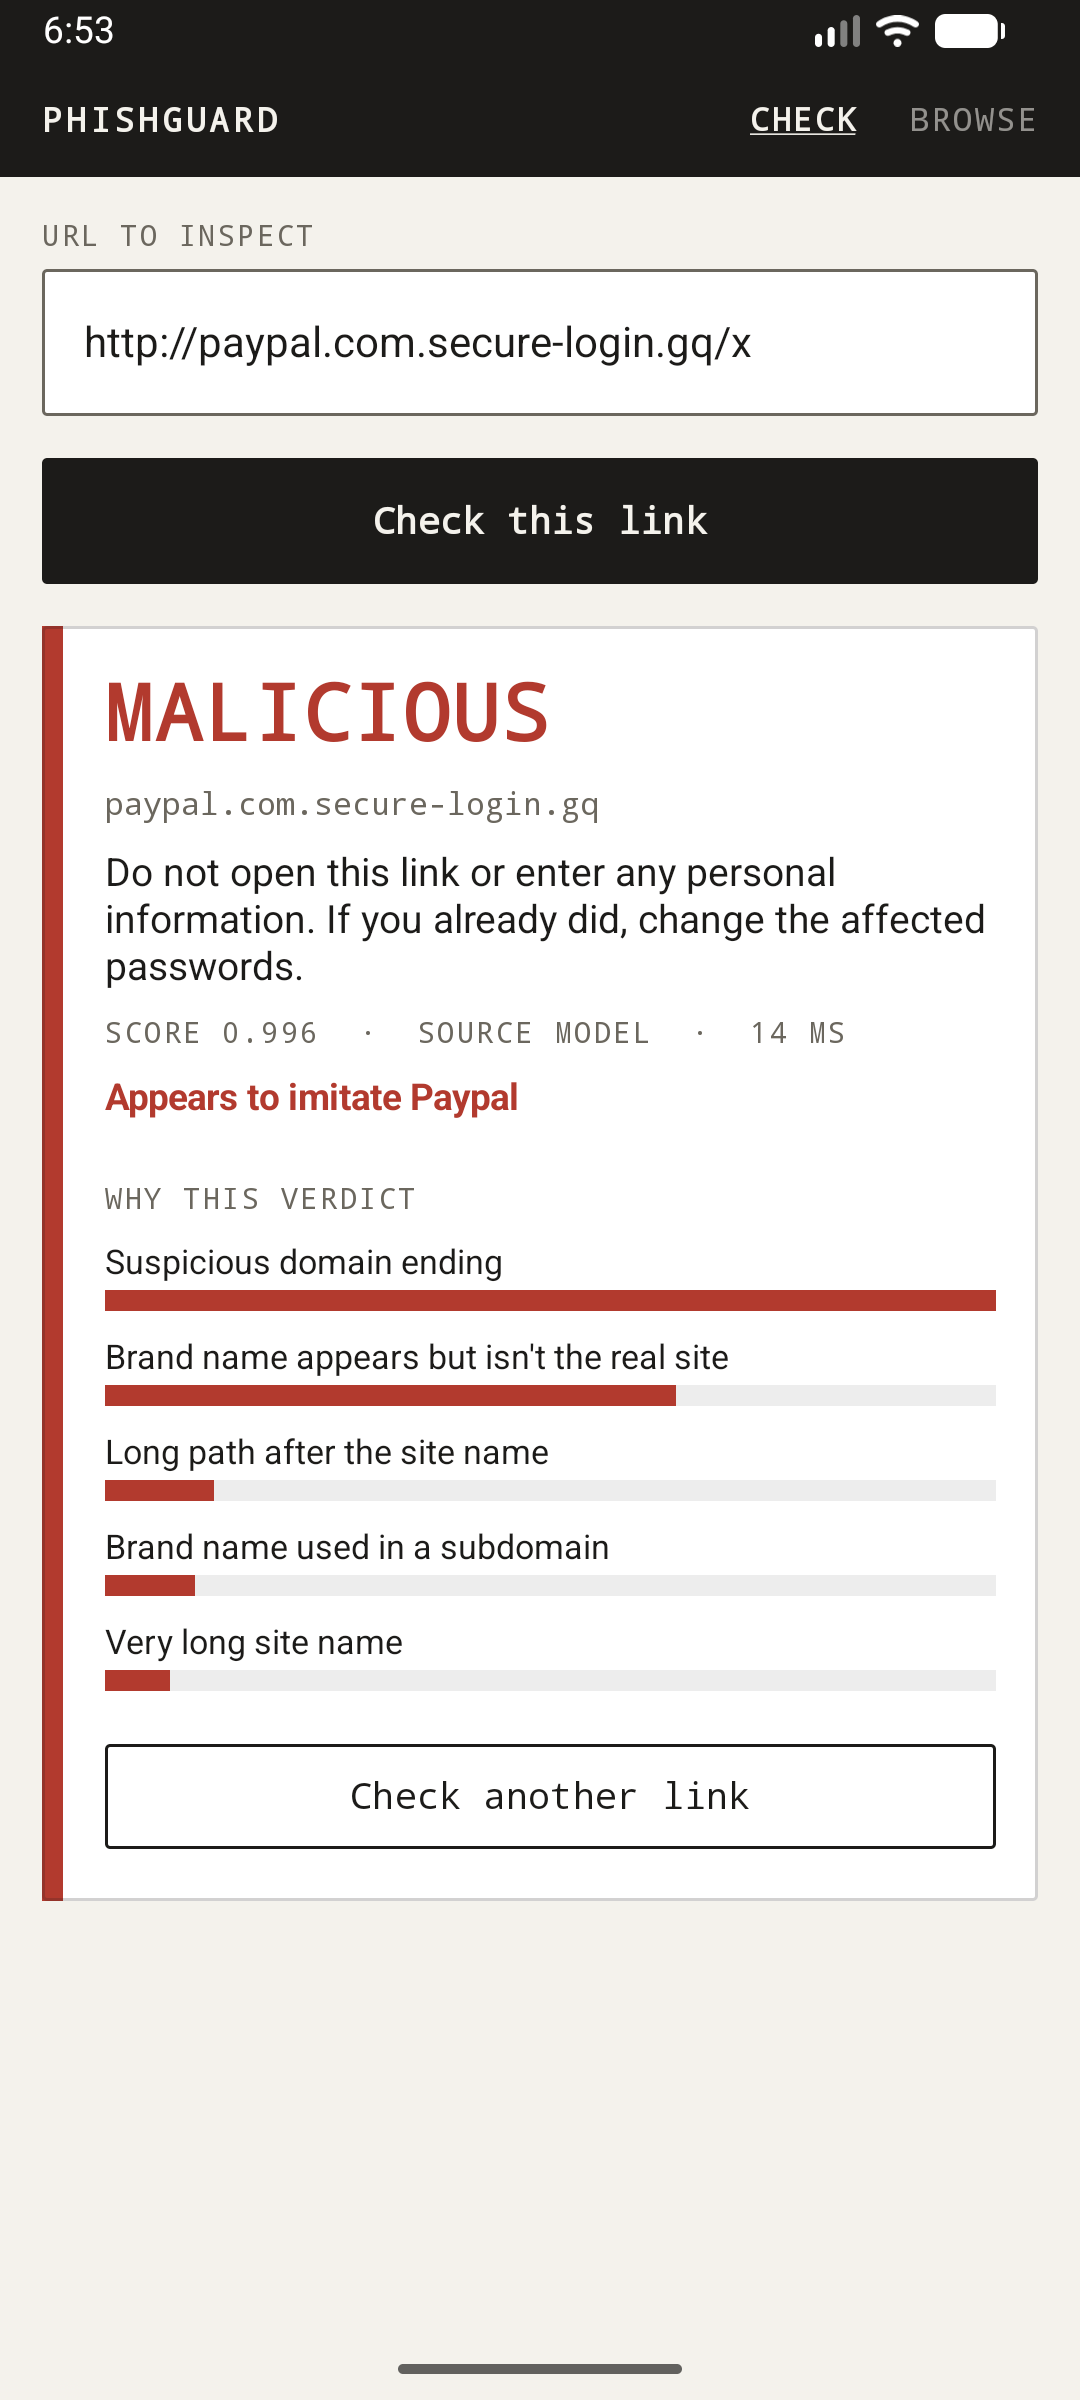 6:53
PHISHGUARD
CHECK
BROWSE
URL TO INSPECT
http://paypal.com.secure-login.gq/x
Check this link
MALICIOUS
paypal.com.secure-login.gq
Do not open this link or enter any personal
information. If you already did, change the affected
passwords.
SCORE 0.996 · SOURCE MODEL · 14 MS
Appears to imitate Paypal
WHY THIS VERDICT
Suspicious domain ending
Brand name appears but isn't the real site
Long path after the site name
Brand name used in a subdomain
Very long site name
Check another link